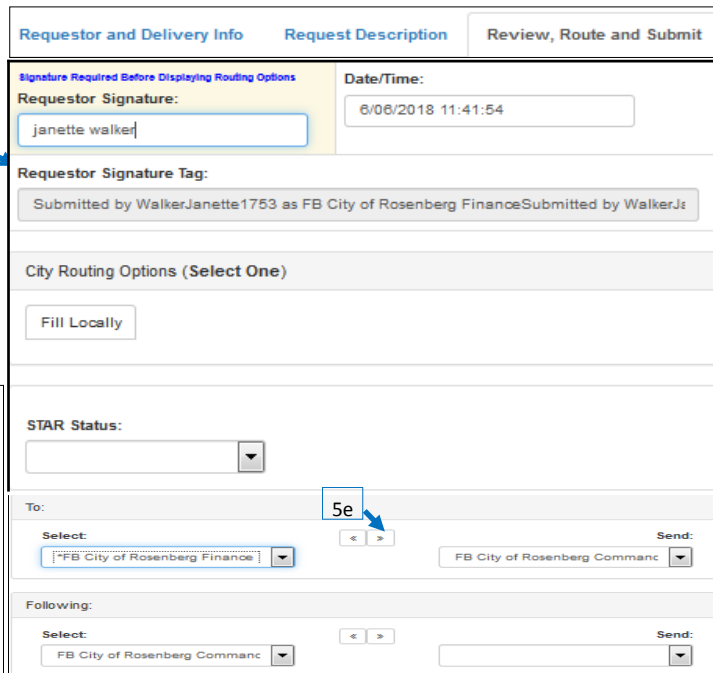 Requestor and Delivery Info Request Description Review, Route and Submit
Signature Required Before Displaying Routing Options
Requestor Signature: Date/Time:
janette walker 6/06/2018 11:41:54
Requestor Signature Tag:
Submitted by WalkerJanette1753 as FB City of Rosenberg FinanceSubmitted by WalkerJa
City Routing Options (Select One)
Fill Locally
STAR Status:
To: 5e
Select: « » Send:
*FB City of Rosenberg Finance FB City of Rosenberg Commanc
Following:
Select: « » Send:
FB City of Rosenberg Commanc